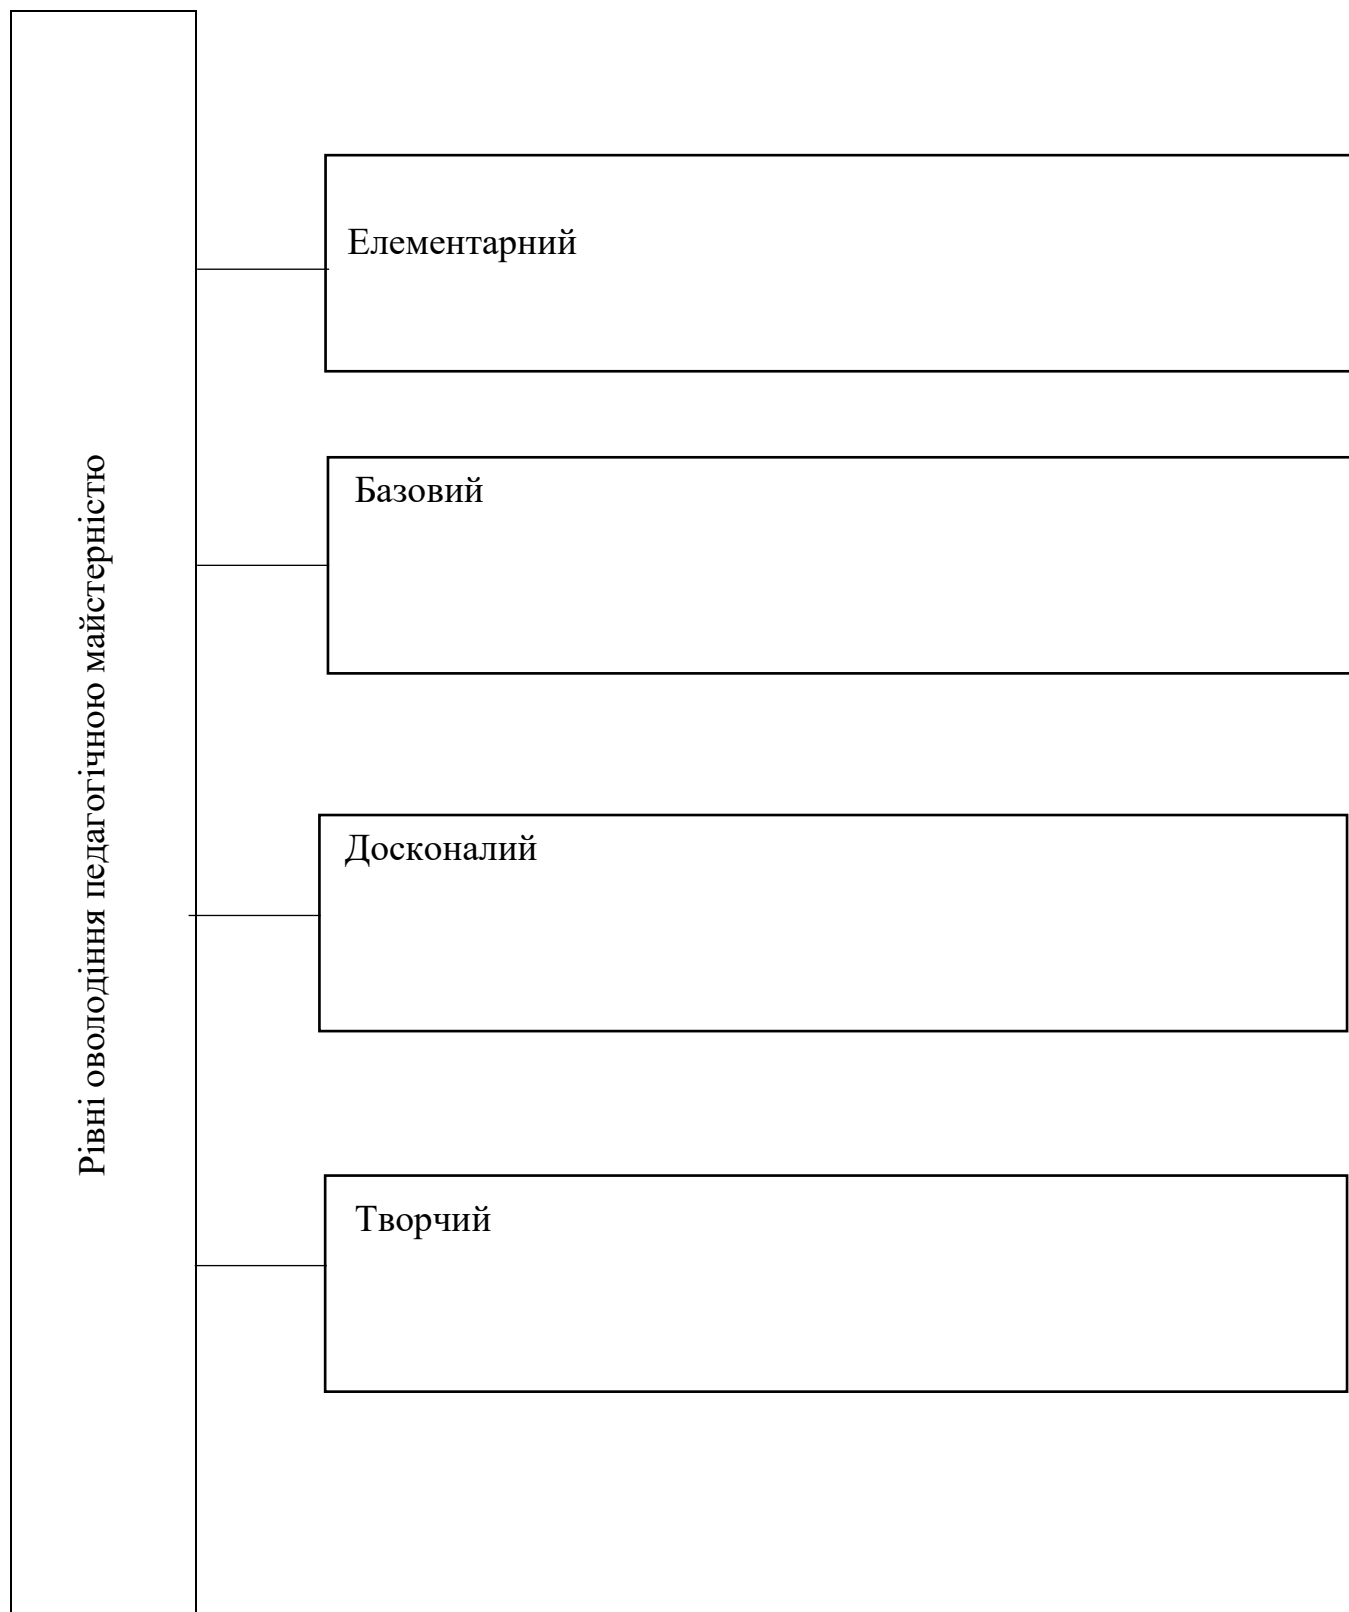 Рівні оволодіння педагогічною майстерністю
Елементарний
Базовий
Досконалий
Творчий